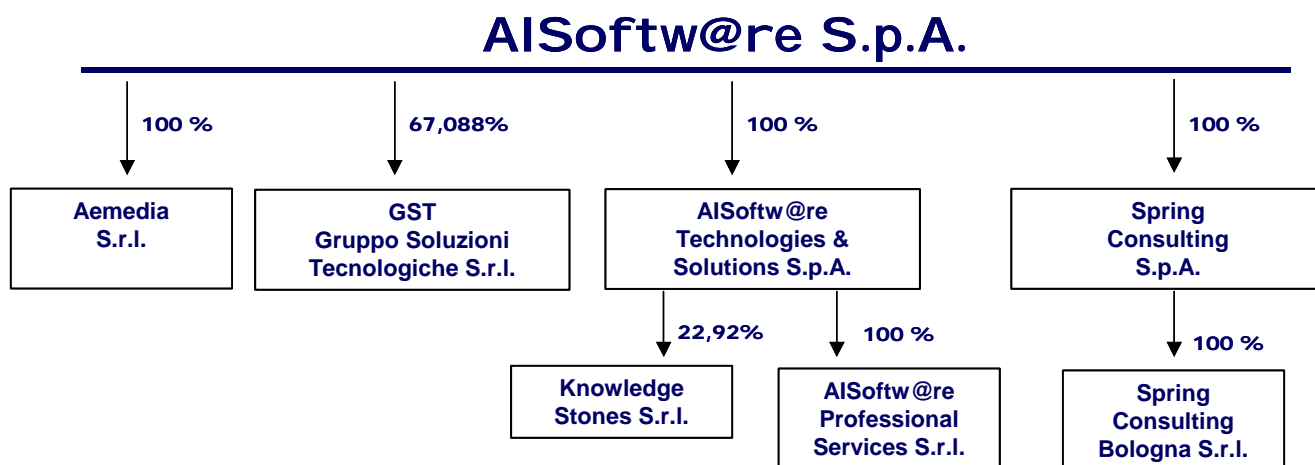 AISoftw@re S.p.A.
100 %
67,088%
100 %
100 %
Aemedia
S.r.l.
GST
Gruppo Soluzioni
Tecnologiche S.r.l.
AISoftw@re
Technologies &
Solutions S.p.A.
Spring
Consulting
S.p.A.
22,92%
100 %
100 %
Knowledge
Stones S.r.l.
AISoftw@re
Professional
Services S.r.l.
Spring
Consulting
Bologna S.r.l.